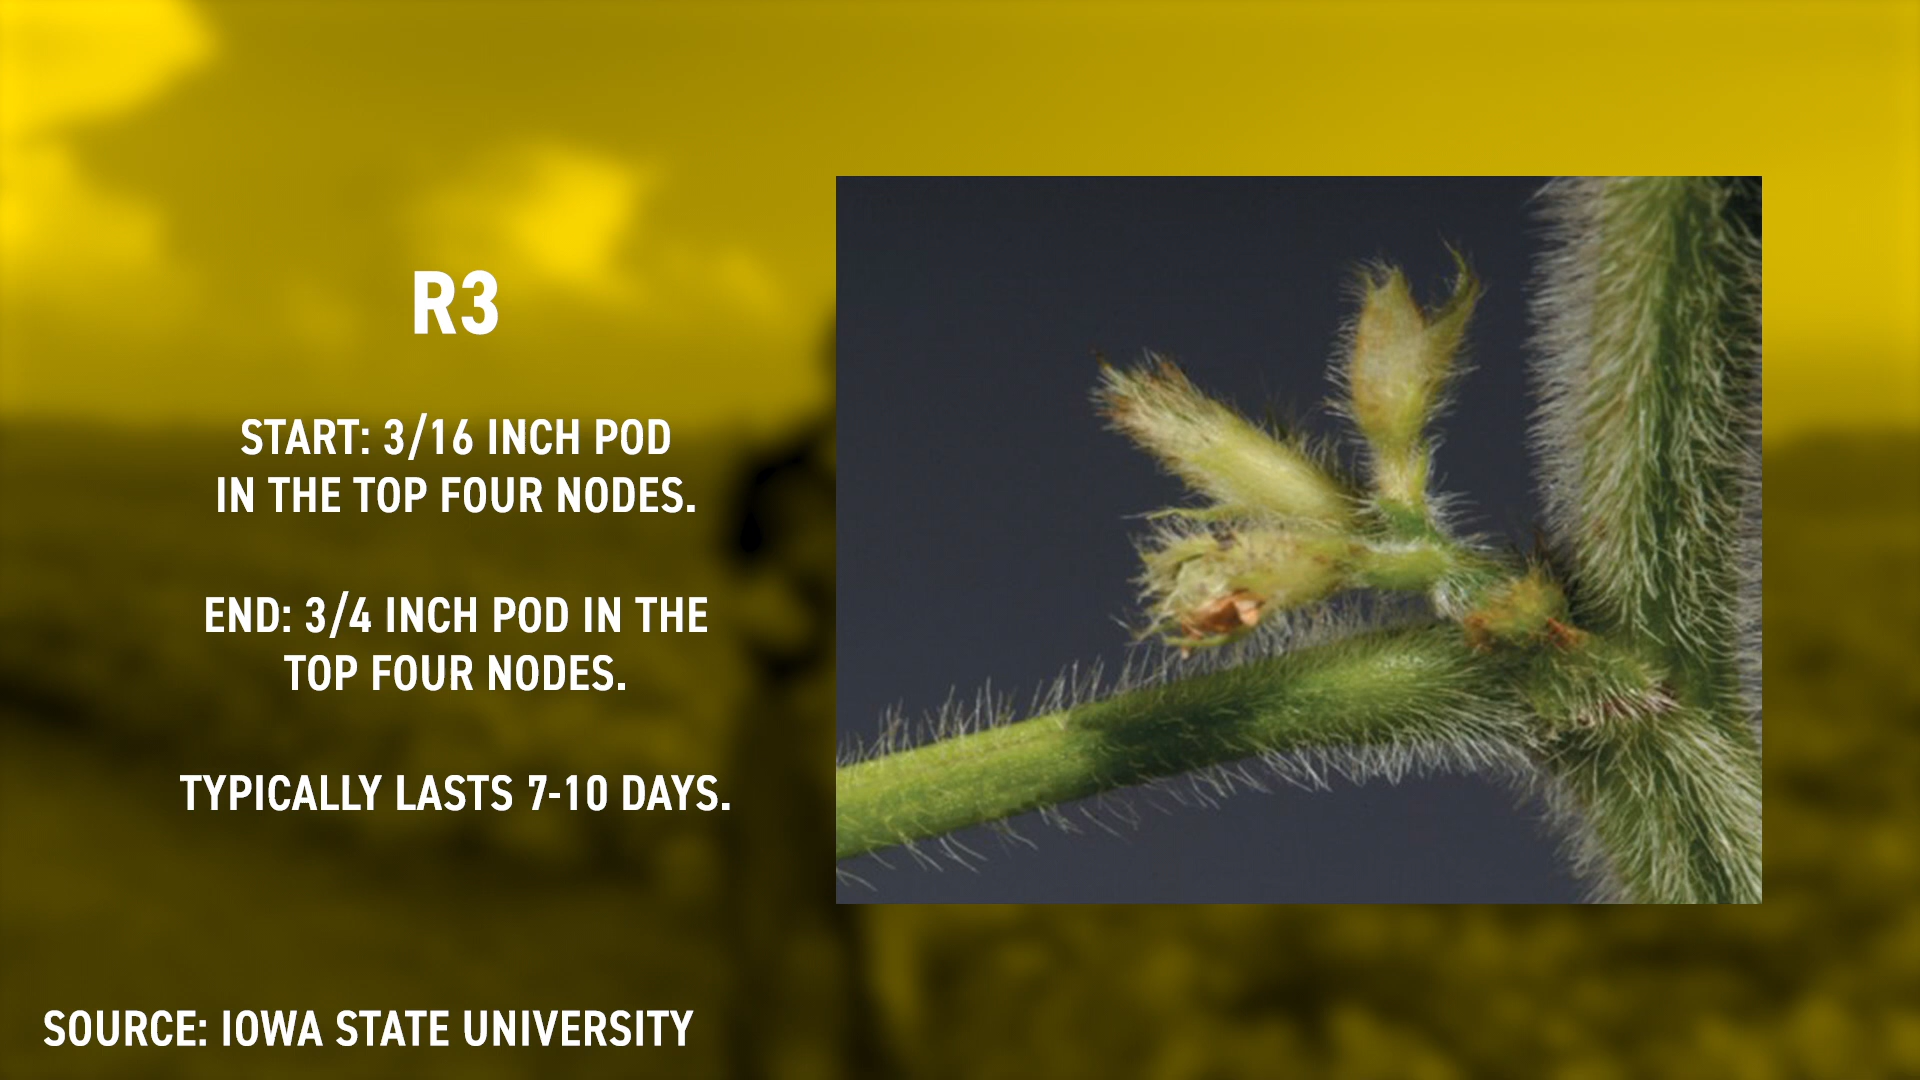 R3
START: 3/16 INCH POD
IN THE TOP FOUR NODES.
END: 3/4 INCH POD IN THE
TOP FOUR NODES.
TYPICALLY LASTS 7-10 DAYS.
SOURCE: IOWA STATE UNIVERSITY